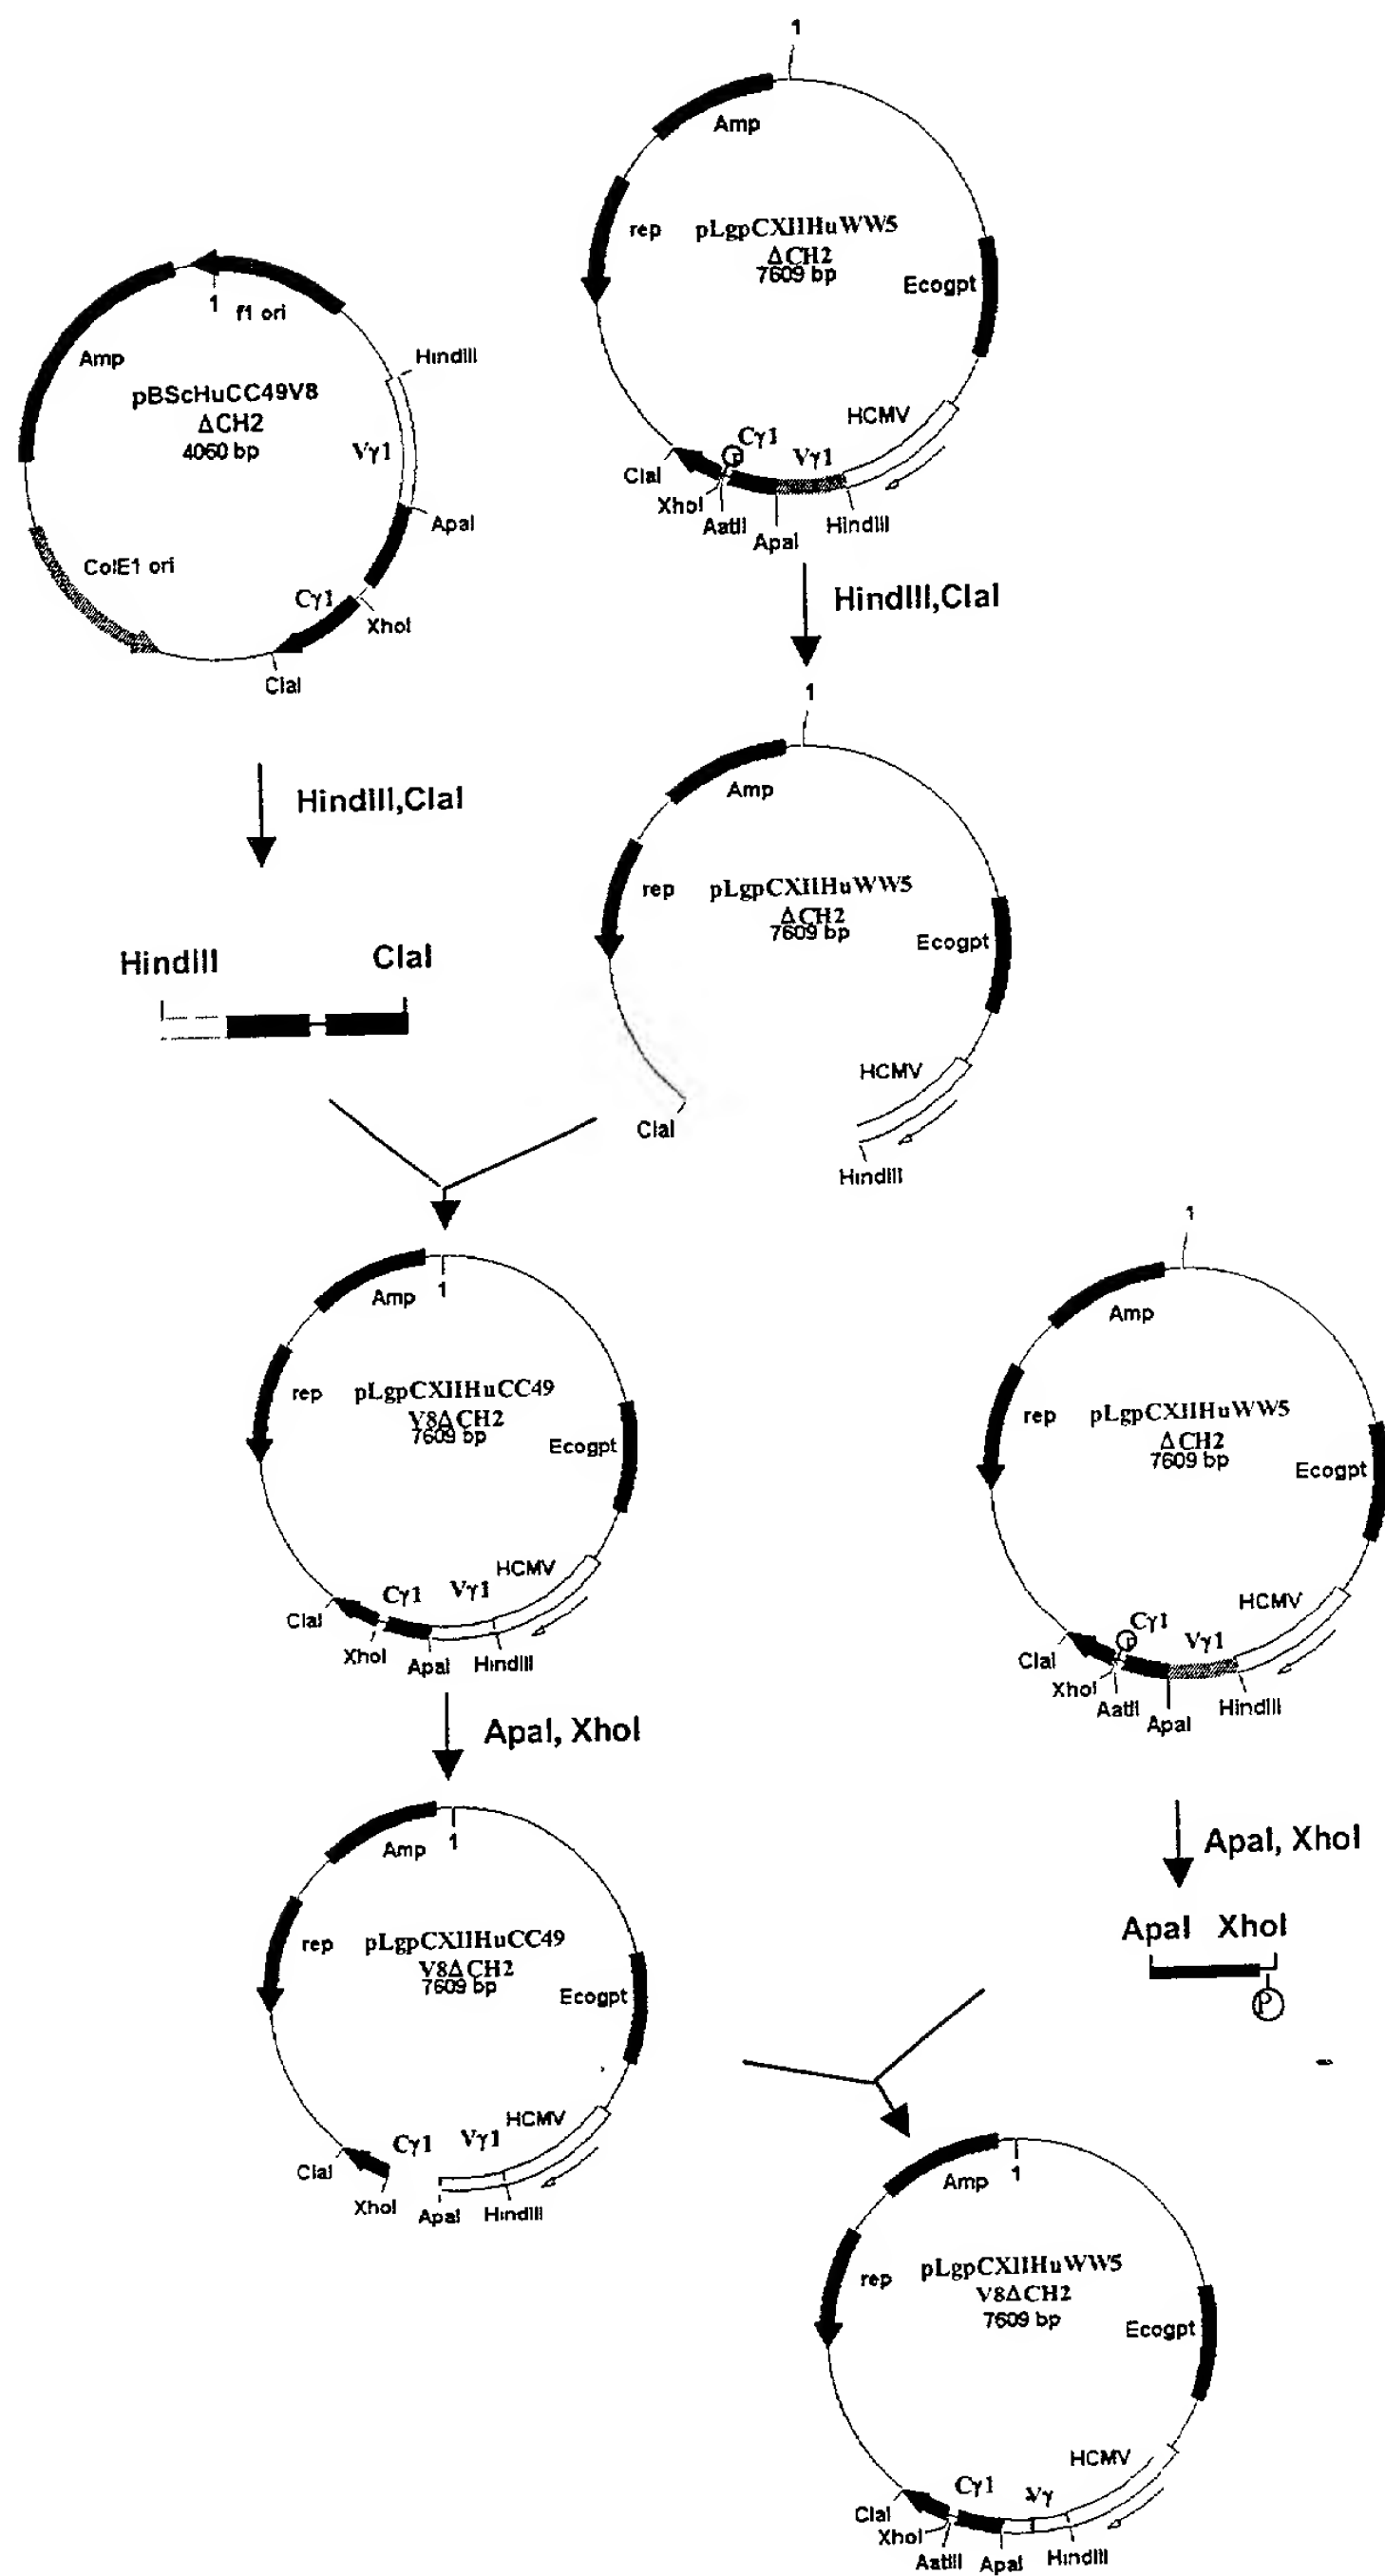 1
Amp
rep
pLgpCXIIHuWW5
ΔCH2
7609 bp
Ecogpt
HCMV
Cγ1
P
Vγ1
ClaI
XhoI
AatII
ApaI
HindIII
1
f1 ori
Amp
pBScHuCC49V8
ΔCH2
4060 bp
HindIII
Vγ1
ApaI
ColE1 ori
Cγ1
XhoI
ClaI
HindIII,ClaI
HindIII,ClaI
1
Amp
rep
pLgpCXIIHuWW5
ΔCH2
7609 bp
Ecogpt
HCMV
ClaI
HindIII
HindIII
ClaI
1
Amp
rep
pLgpCXIIHuCC49
V8ΔCH2
7609 bp
Ecogpt
HCMV
Cγ1
Vγ1
ClaI
XhoI
ApaI
HindIII
1
Amp
rep
pLgpCXIIHuWW5
ΔCH2
7609 bp
Ecogpt
HCMV
Cγ1
P
Vγ1
ClaI
XhoI
AatII
ApaI
HindIII
ApaI, XhoI
ApaI, XhoI
ApaI XhoI
P
1
Amp
rep
pLgpCXIIHuCC49
V8ΔCH2
7609 bp
Ecogpt
HCMV
Cγ1
Vγ1
ClaI
XhoI
ApaI
HindIII
1
Amp
rep
pLgpCXIIHuWW5
V8ΔCH2
7609 bp
Ecogpt
HCMV
Cγ1
Vγ
ClaI
XhoI
AatIII
ApaI
HindIII